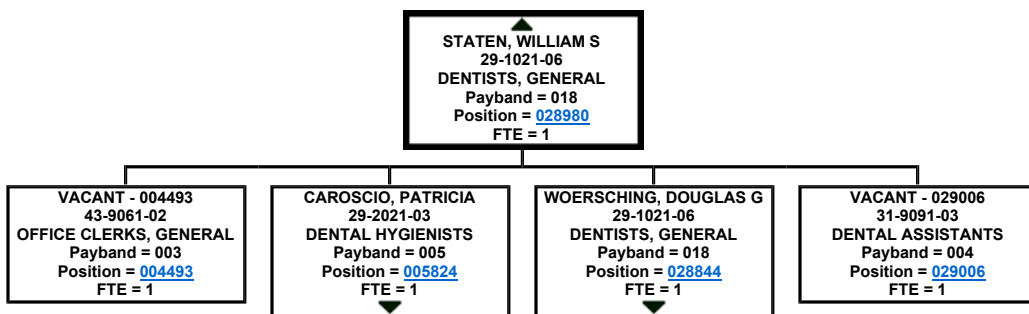 STATEN, WILLIAM S
29-1021-06
DENTISTS, GENERAL
Payband = 018
Position = 028980
FTE = 1
VACANT - 004493
43-9061-02
OFFICE CLERKS, GENERAL
Payband = 003
Position = 004493
FTE = 1
CAROSCIO, PATRICIA
29-2021-03
DENTAL HYGIENISTS
Payband = 005
Position = 005824
FTE = 1
WOERSCHING, DOUGLAS G
29-1021-06
DENTISTS, GENERAL
Payband = 018
Position = 028844
FTE = 1
VACANT - 029006
31-9091-03
DENTAL ASSISTANTS
Payband = 004
Position = 029006
FTE = 1